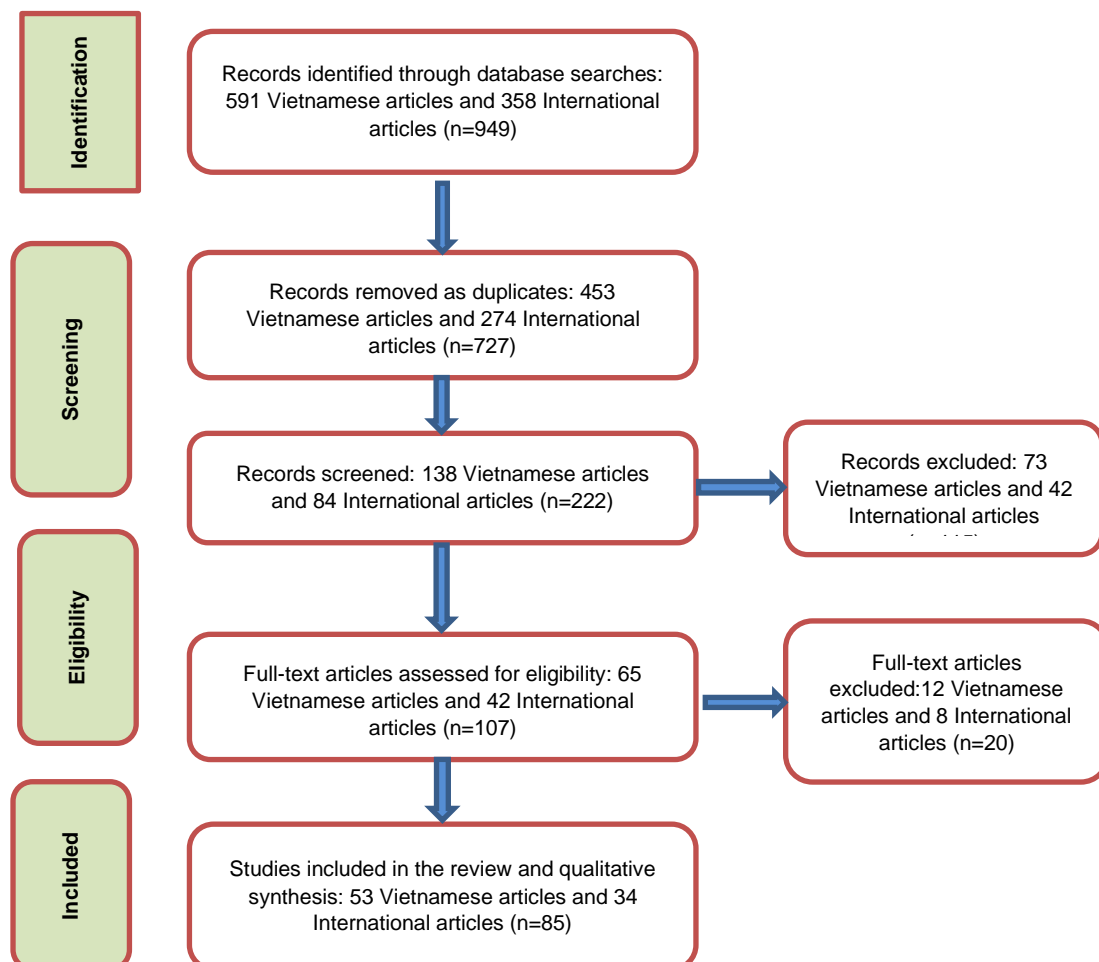 Identification
Records identified through database searches:
591 Vietnamese articles and 358 International
articles (n=949)
Screening
Records removed as duplicates: 453
Vietnamese articles and 274 International
articles (n=727)
Records screened: 138 Vietnamese articles
and 84 International articles (n=222)
Records excluded: 73
Vietnamese articles and 42
International articles
Eligibility
Full-text articles assessed for eligibility: 65
Vietnamese articles and 42 International
articles (n=107)
Full-text articles
excluded:12 Vietnamese
articles and 8 International
articles (n=20)
Included
Studies included in the review and qualitative
synthesis: 53 Vietnamese articles and 34
International articles (n=85)